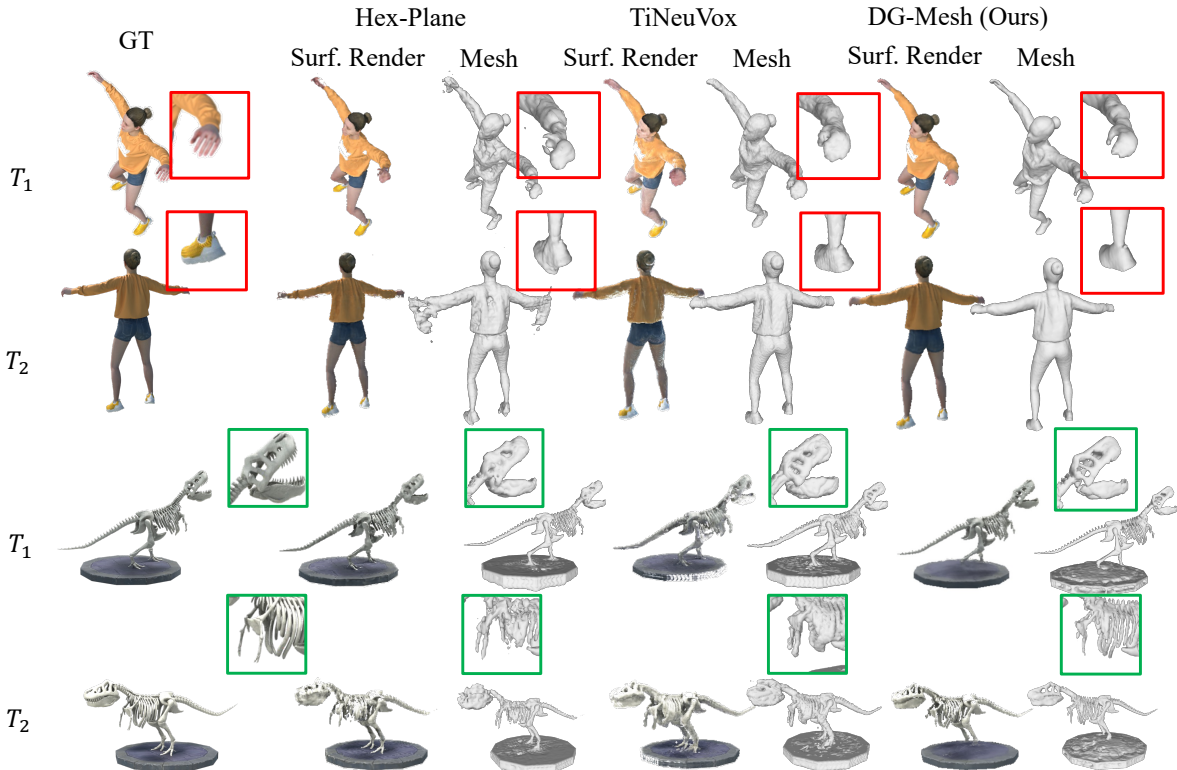 Hex-Plane TiNeuVox DG-Mesh (Ours)
GT
Surf. Render Mesh Surf. Render Mesh Surf. Render Mesh
T₁
T₂
T₁
T₂